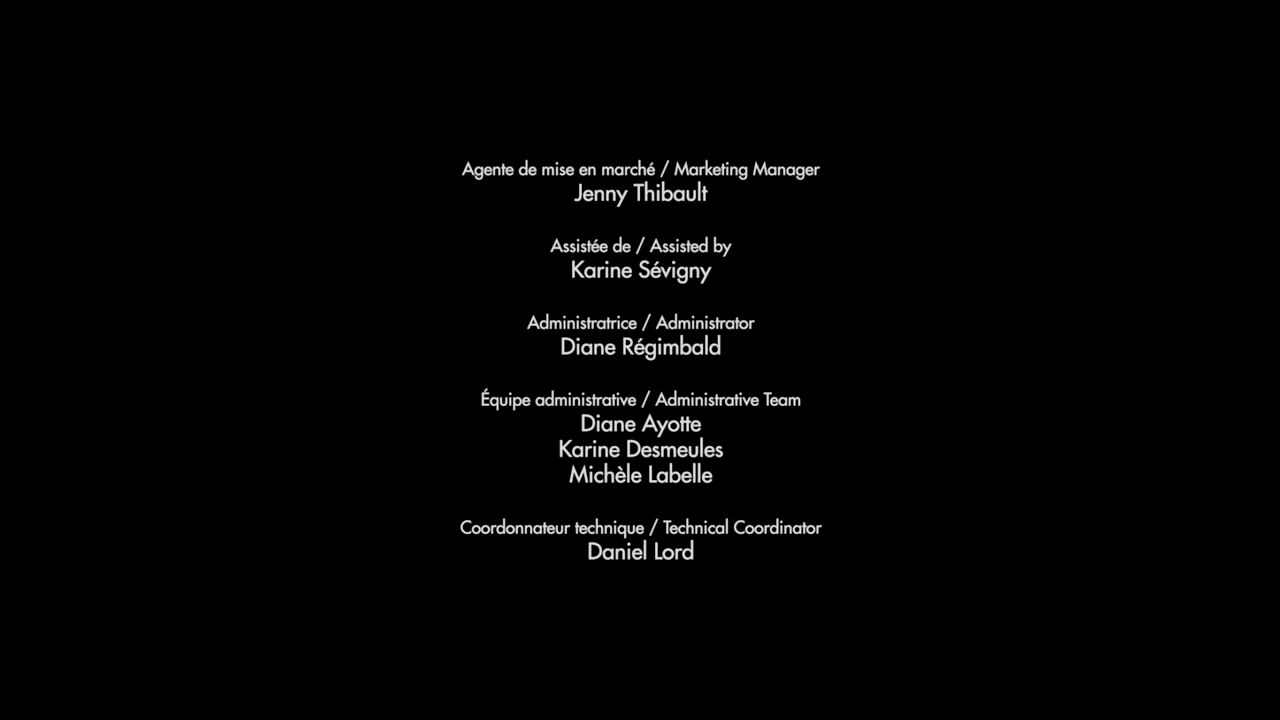 Agente de mise en marché / Marketing Manager
Jenny Thibault
Assistée de / Assisted by
Karine Sévigny
Administratrice / Administrator
Diane Régimbald
Équipe administrative / Administrative Team
Diane Ayotte
Karine Desmeules
Michèle Labelle
Coordonnateur technique / Technical Coordinator
Daniel Lord